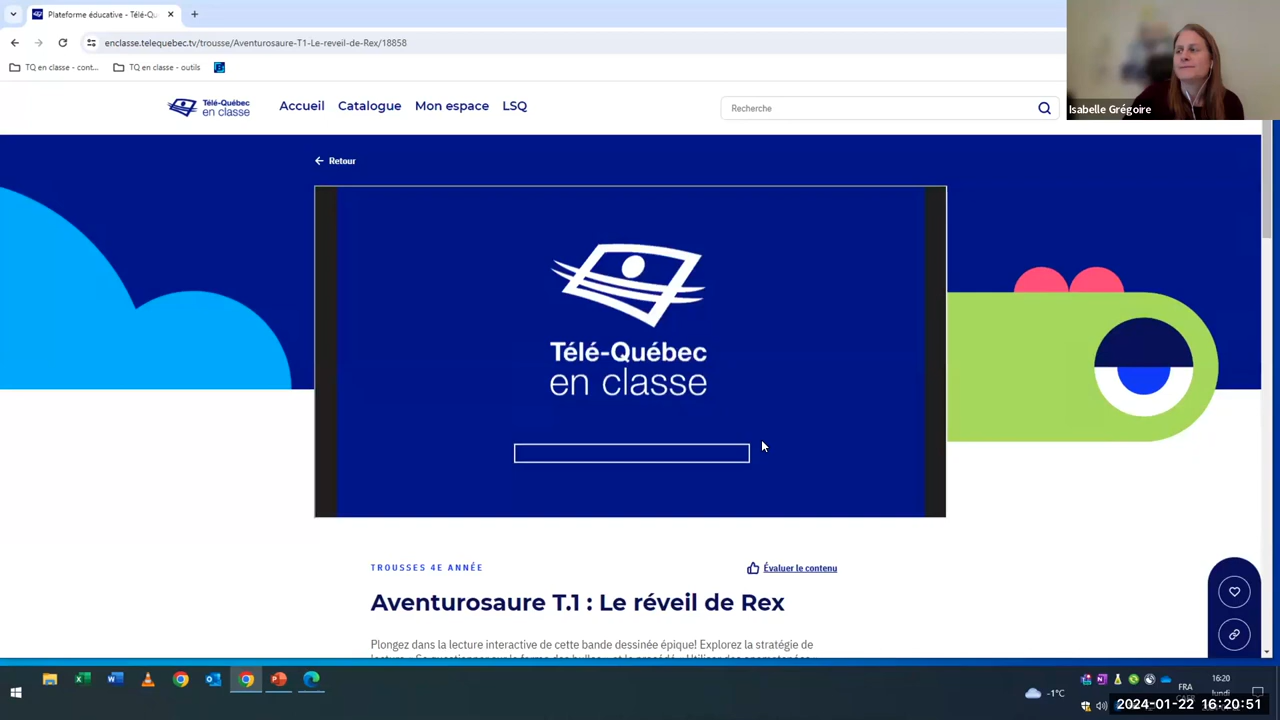 Plateforme éducative - Télé-Qu
enclasse.telequebec.tv/trousse/Aventurosaure-T1-Le-reveil-de-Rex/18858
TQ en classe - cont...
TQ en classe - outils
Isabelle Grégoire
Télé-Québec
en classe
Accueil
Catalogue
Mon espace
LSQ
Recherche
Retour
Télé-Québec
en classe
TROUSSES 4E ANNÉE
Évaluer le contenu
Aventurosaure T.1 : Le réveil de Rex
Plongez dans la lecture interactive de cette bande dessinée épique! Explorez la stratégie de
-1°C
FRA
16:20
lundi
2024-01-22 16:20:51